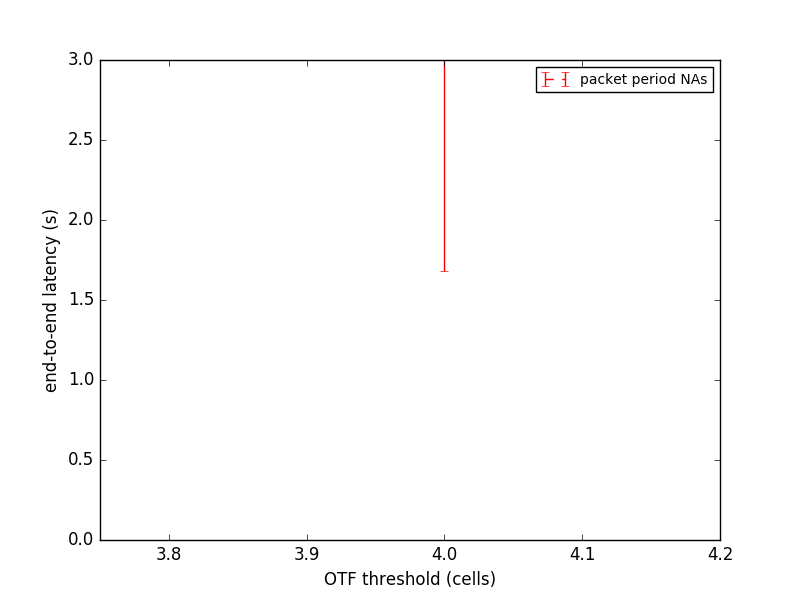 3.0
packet period NAs
2.5
2.0
1.5
1.0
0.5
0.0
end-to-end latency (s)
3.8 3.9 4.0 4.1 4.2
OTF threshold (cells)